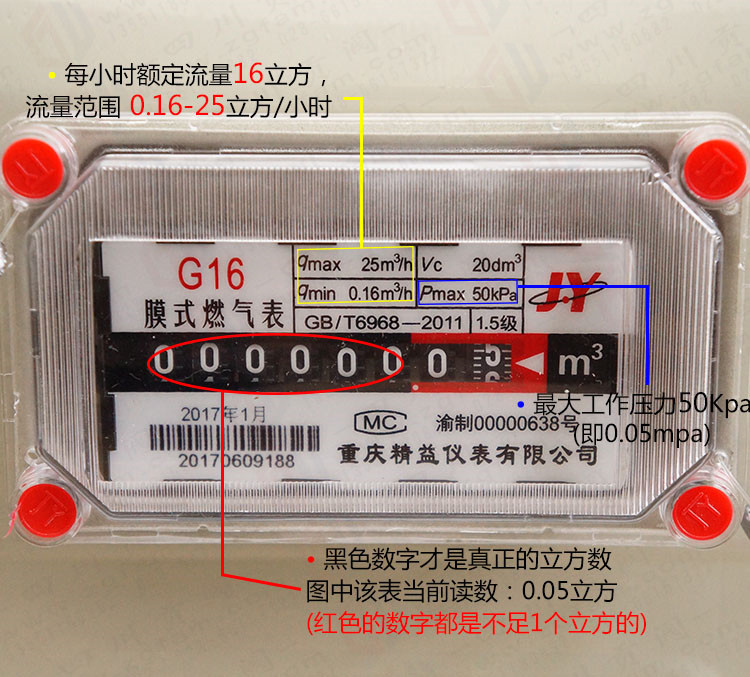 • 每小时额定流量16立方，
流量范围 0.16-25立方/小时
G16
膜式燃气表
qmax 25m³/h Vc 20dm³
qmin 0.16m³/h Pmax 50kPa
GB/T6968—2011 1.5级
JY
0 0 0 0 0 0 0 m³
• 最大工作压力50Kpa
(即0.05mpa)
2017年1月
MC 渝制00000638号
20170609188
重庆精益仪表有限公司
• 黑色数字才是真正的立方数
图中该表当前读数：0.05立方
(红色的数字都是不足1个立方的)